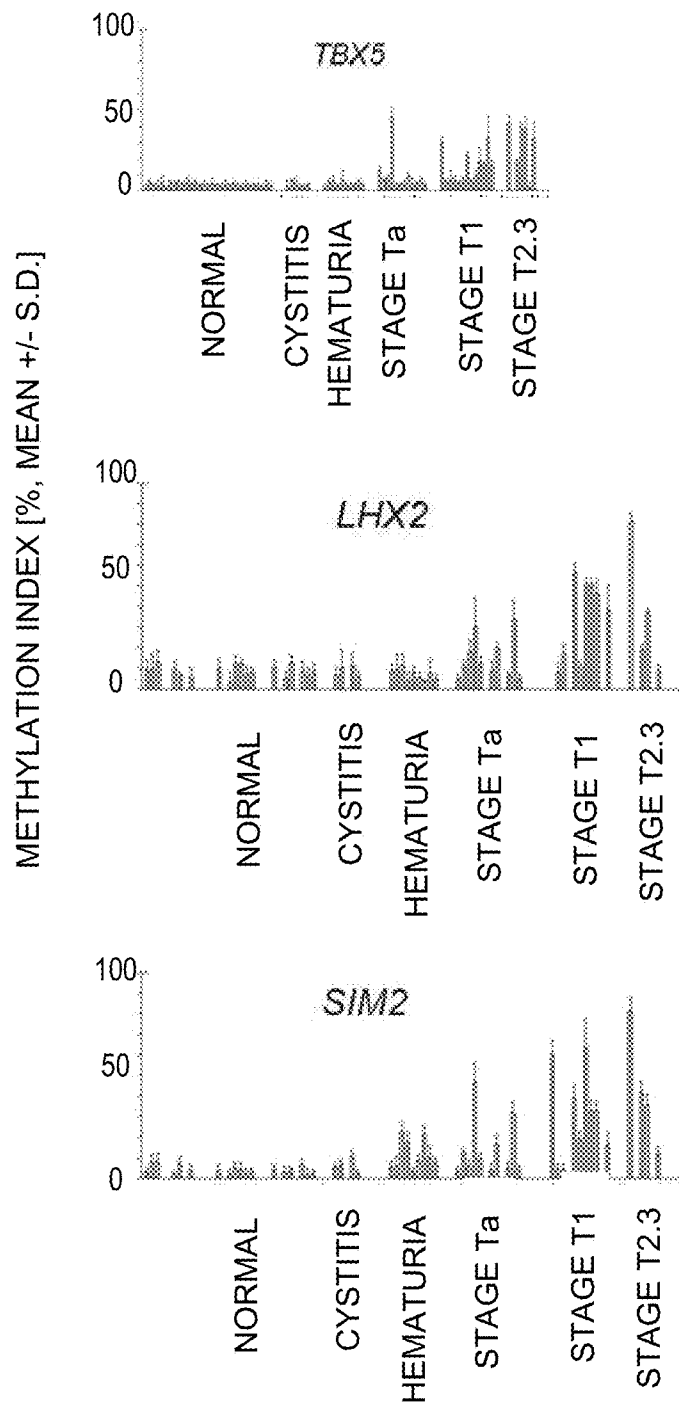 METHYLATION INDEX [%, MEAN +/- S.D.]
TBX5
100
50
0
NORMAL
CYSTITIS
HEMATURIA
STAGE Ta
STAGE T1
STAGE T2.3
LHX2
100
50
0
NORMAL
CYSTITIS
HEMATURIA
STAGE Ta
STAGE T1
STAGE T2.3
SIM2
100
50
0
NORMAL
CYSTITIS
HEMATURIA
STAGE Ta
STAGE T1
STAGE T2.3